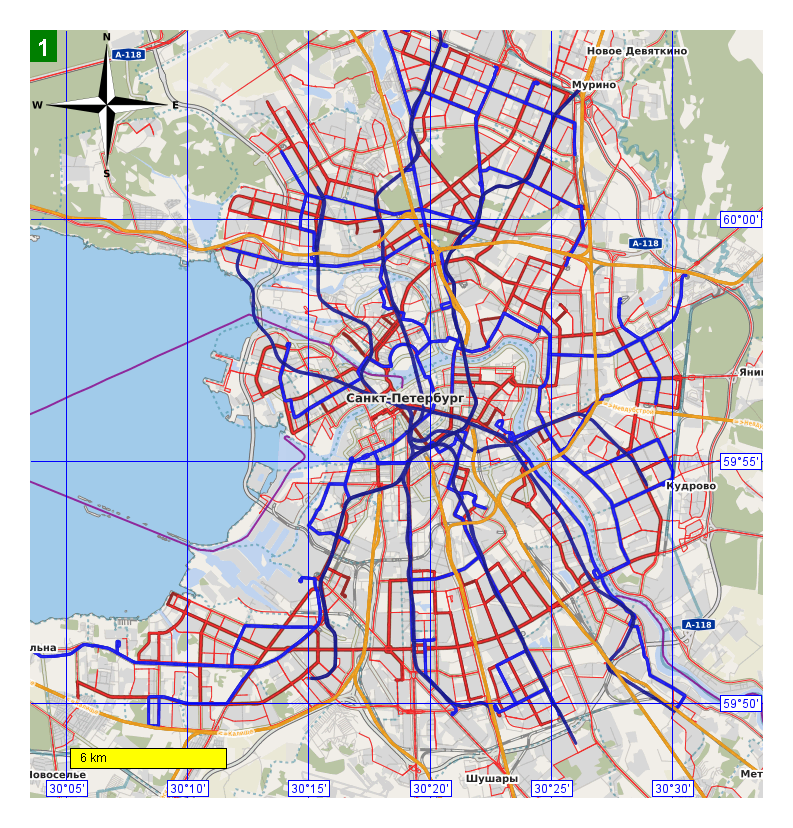 1
N
W
E
S
А-118
Новое Девяткино
Мурино
60°00'
А-118
Яни
Санкт-Петербург
59°55'
Кудрово
А-118
льна
59°50'
6 km
Новоселье
Шушары
Мет
30°05'
30°10'
30°15'
30°20'
30°25'
30°30'